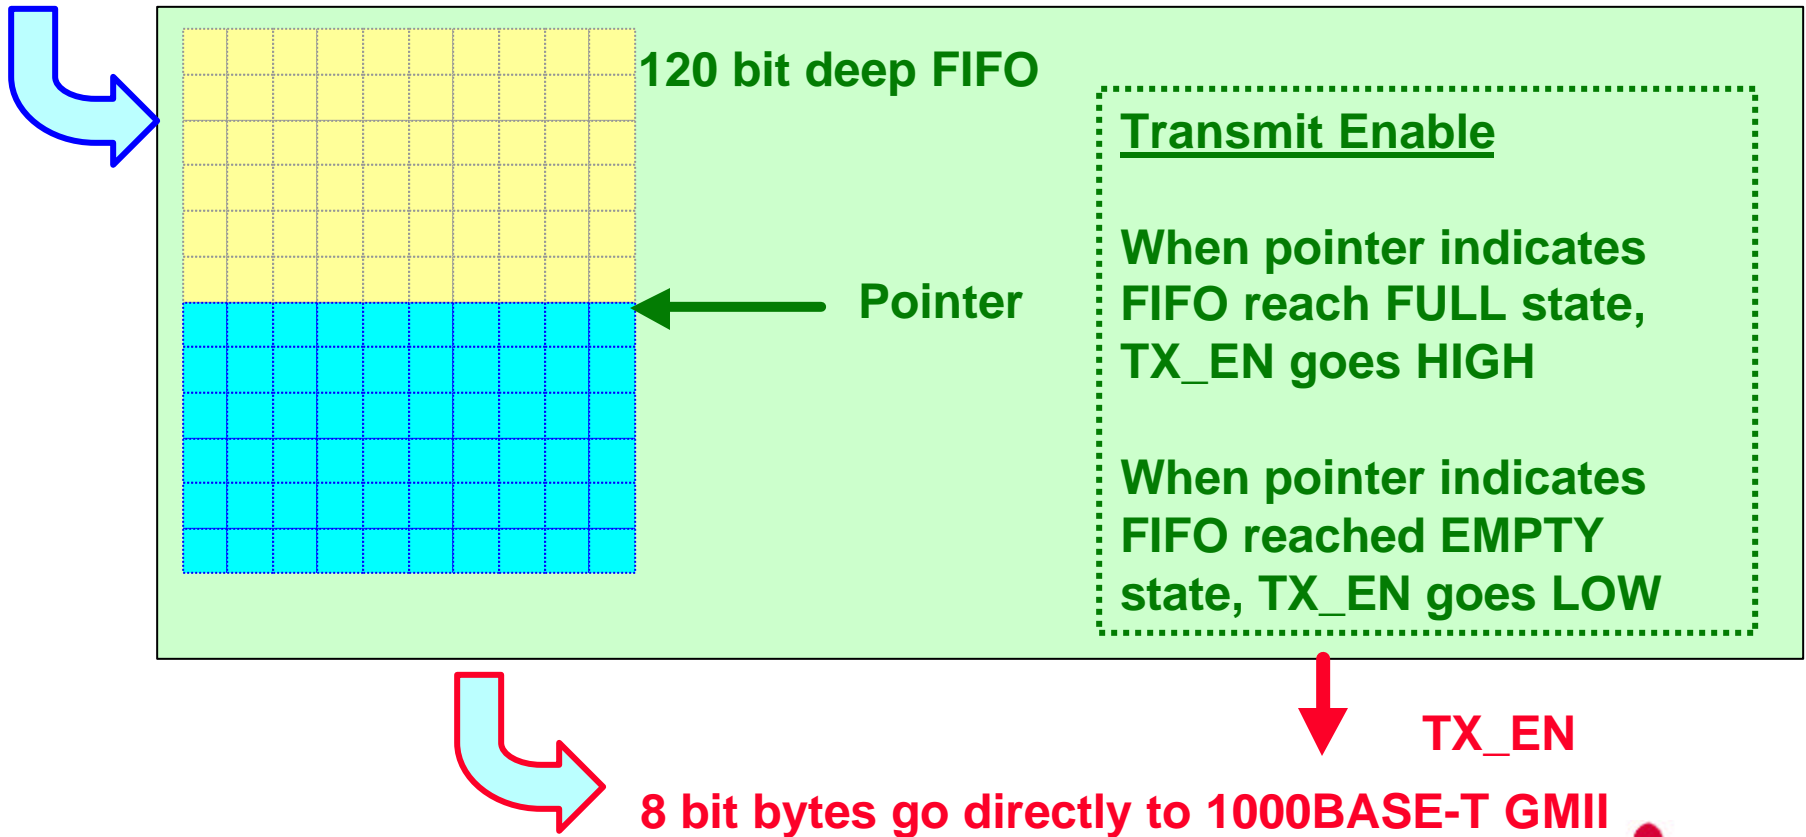 120 bit deep FIFO
Transmit Enable
When pointer indicates
FIFO reach FULL state,
TX_EN goes HIGH
When pointer indicates
FIFO reached EMPTY
state, TX_EN goes LOW
Pointer
TX_EN
8 bit bytes go directly to 1000BASE-T GMII